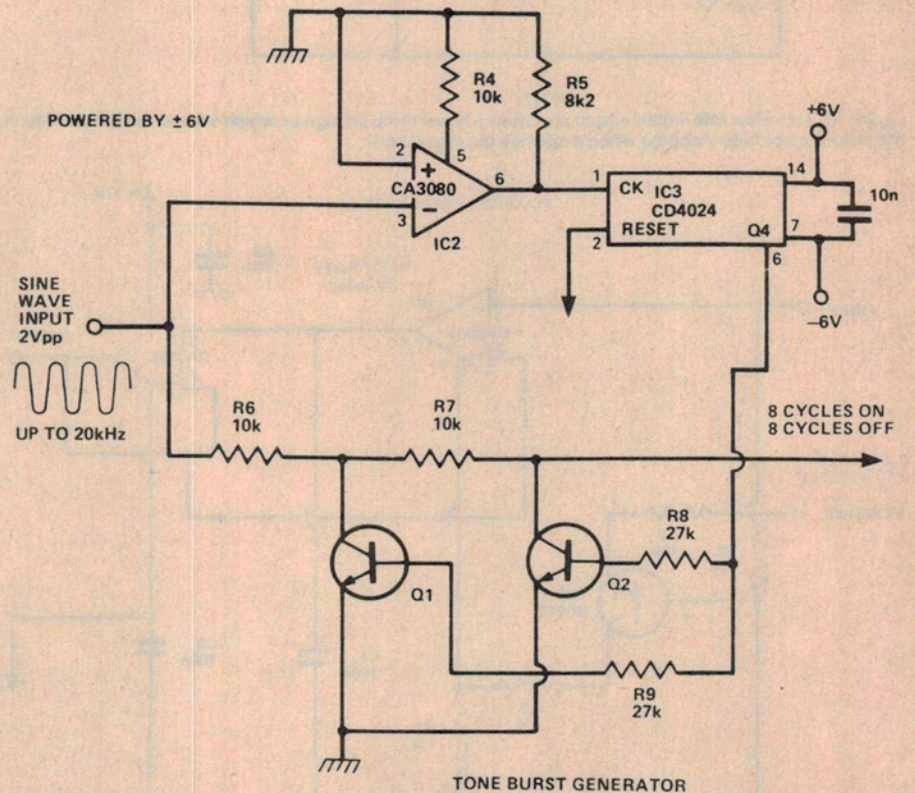 R4
10k
R5
8k2
POWERED BY ± 6V
+6V
2
+
5
CA3080
6
1
CK
IC3
CD4024
14
10n
3
−
IC2
2
RESET
Q4
7
6
−6V
SINE
WAVE
INPUT
2Vpp
UP TO 20kHz
R6
10k
R7
10k
8 CYCLES ON
8 CYCLES OFF
R8
27k
Q1
Q2
R9
27k
TONE BURST GENERATOR